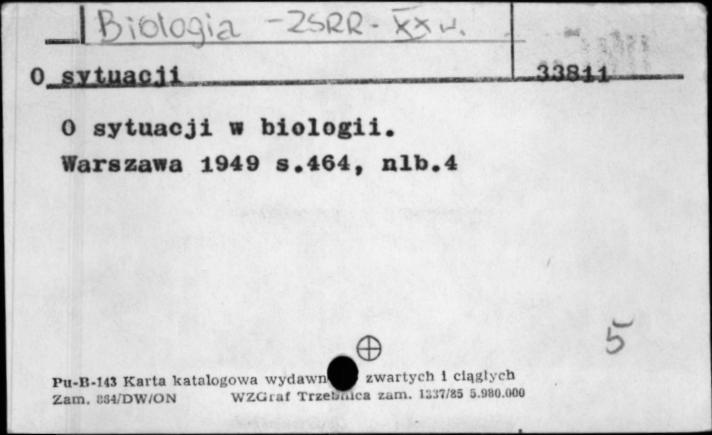 Biologia - ZSRR - XX w.
O sytuacji 33811
O sytuacji w biologii.
Warszawa 1949 s.464, nlb.4
5
Pu-B-143 Karta katalogowa wydawn zwartych i ciągłych
Zam. 884/DW/ON WZGraf Trzebnica zam. 1337/85 5.980.000